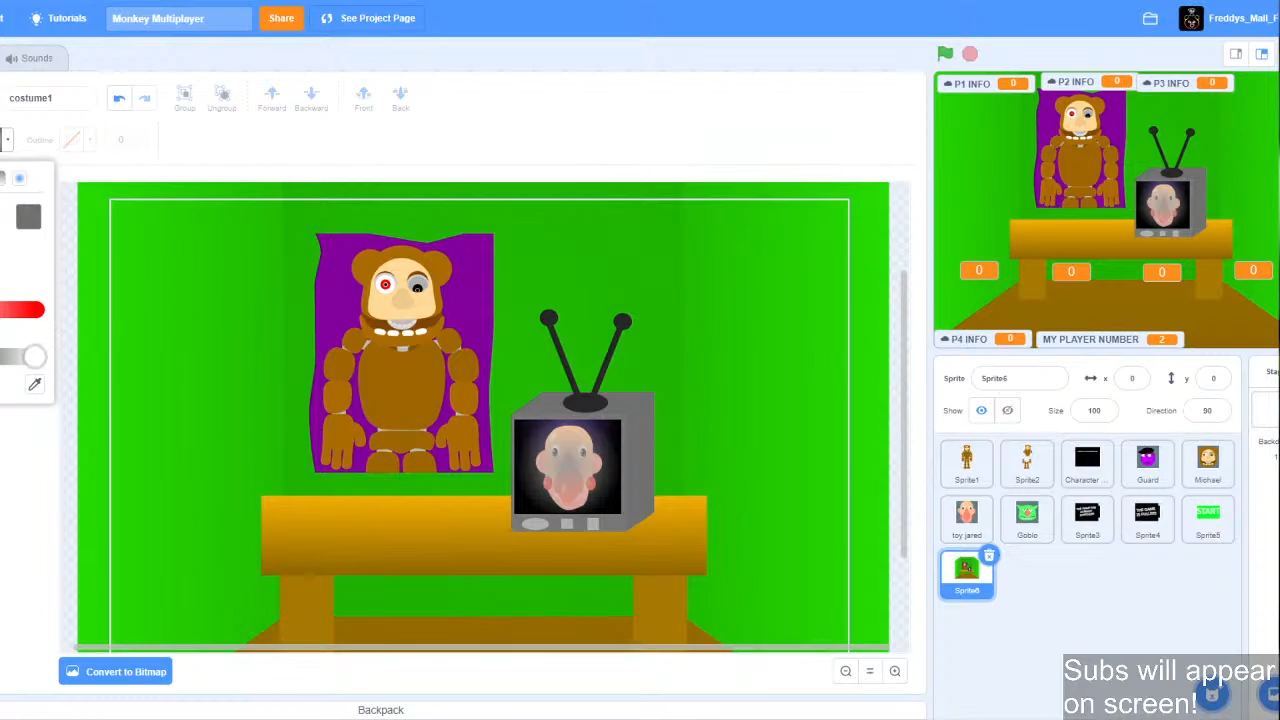 t Tutorials Monkey Multiplayer Share See Project Page Freddys_Mail_F
Sounds
costume1
Group Ungroup Forward Backward Front Back
Outline 0
P1 INFO 0 P2 INFO 0 P3 INFO 0
0 0 0 0
P4 INFO 0 MY PLAYER NUMBER 2
Sprite Sprite6 x 0 y 0
Show Size 100 Direction 90
Sprite1 Sprite2 Character ... Guard Michael
toy jared Goblo Sprite3 Sprite4 Sprite5
START
Sprite6
Convert to Bitmap
Backpack
Subs will appear
on screen!